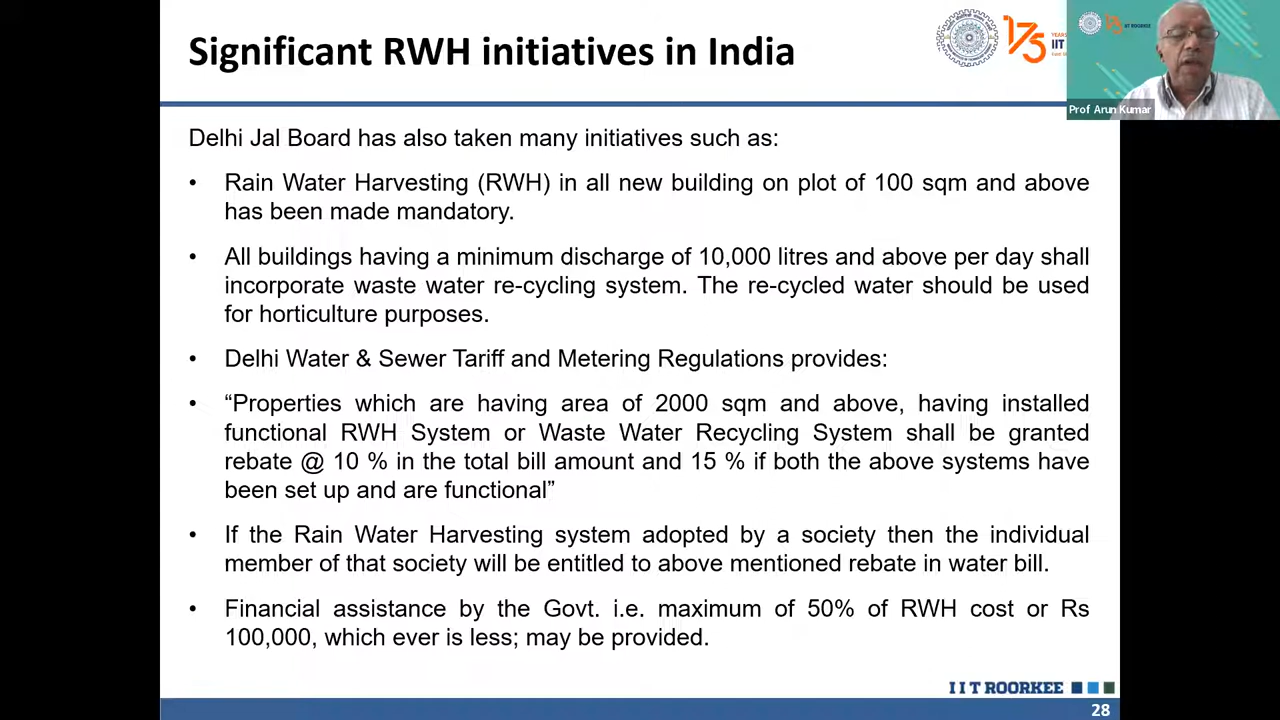 Significant RWH initiatives in India
175
YEARS
IIT
IIT ROORKEE
Prof Arun Kumar
Delhi Jal Board has also taken many initiatives such as:
• Rain Water Harvesting (RWH) in all new building on plot of 100 sqm and above
has been made mandatory.
• All buildings having a minimum discharge of 10,000 litres and above per day shall
incorporate waste water re-cycling system. The re-cycled water should be used
for horticulture purposes.
• Delhi Water & Sewer Tariff and Metering Regulations provides:
• “Properties which are having area of 2000 sqm and above, having installed
functional RWH System or Waste Water Recycling System shall be granted
rebate @ 10 % in the total bill amount and 15 % if both the above systems have
been set up and are functional”
• If the Rain Water Harvesting system adopted by a society then the individual
member of that society will be entitled to above mentioned rebate in water bill.
• Financial assistance by the Govt. i.e. maximum of 50% of RWH cost or Rs
100,000, which ever is less; may be provided.
I I T ROORKEE
28